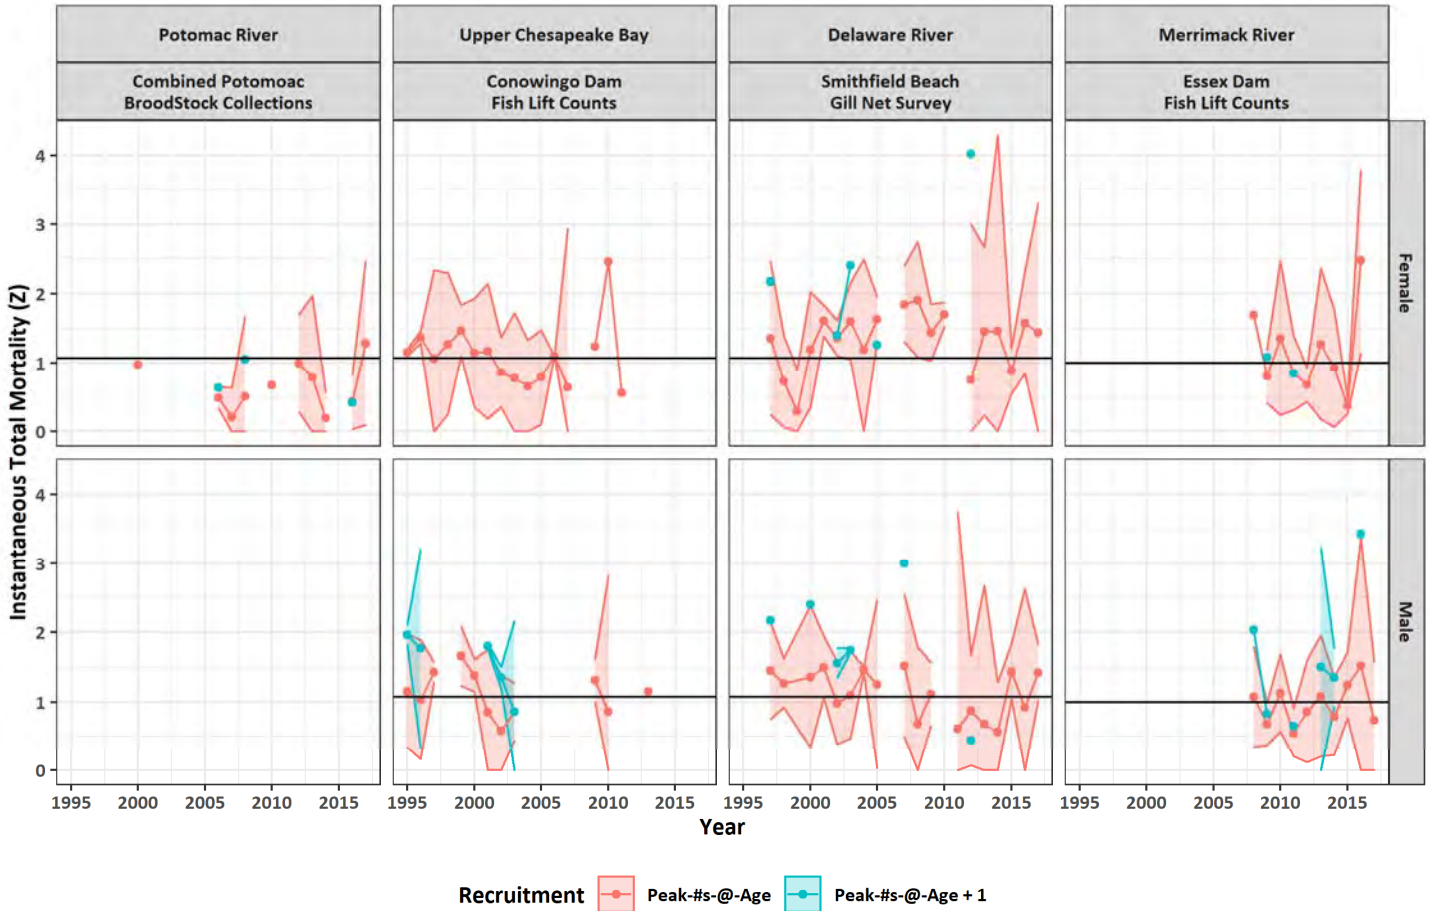 Potomac River
Upper Chesapeake Bay
Delaware River
Merrimack River
Combined Potomoac
BroodStock Collections
Conowingo Dam
Fish Lift Counts
Smithfield Beach
Gill Net Survey
Essex Dam
Fish Lift Counts
Instantaneous Total Mortality (Z)
4
3
2
1
0
Female
4
3
2
1
0
Male
1995 2000 2005 2010 2015
1995 2000 2005 2010 2015
1995 2000 2005 2010 2015
1995 2000 2005 2010 2015
Year
Recruitment Peak-#s-@-Age Peak-#s-@-Age + 1